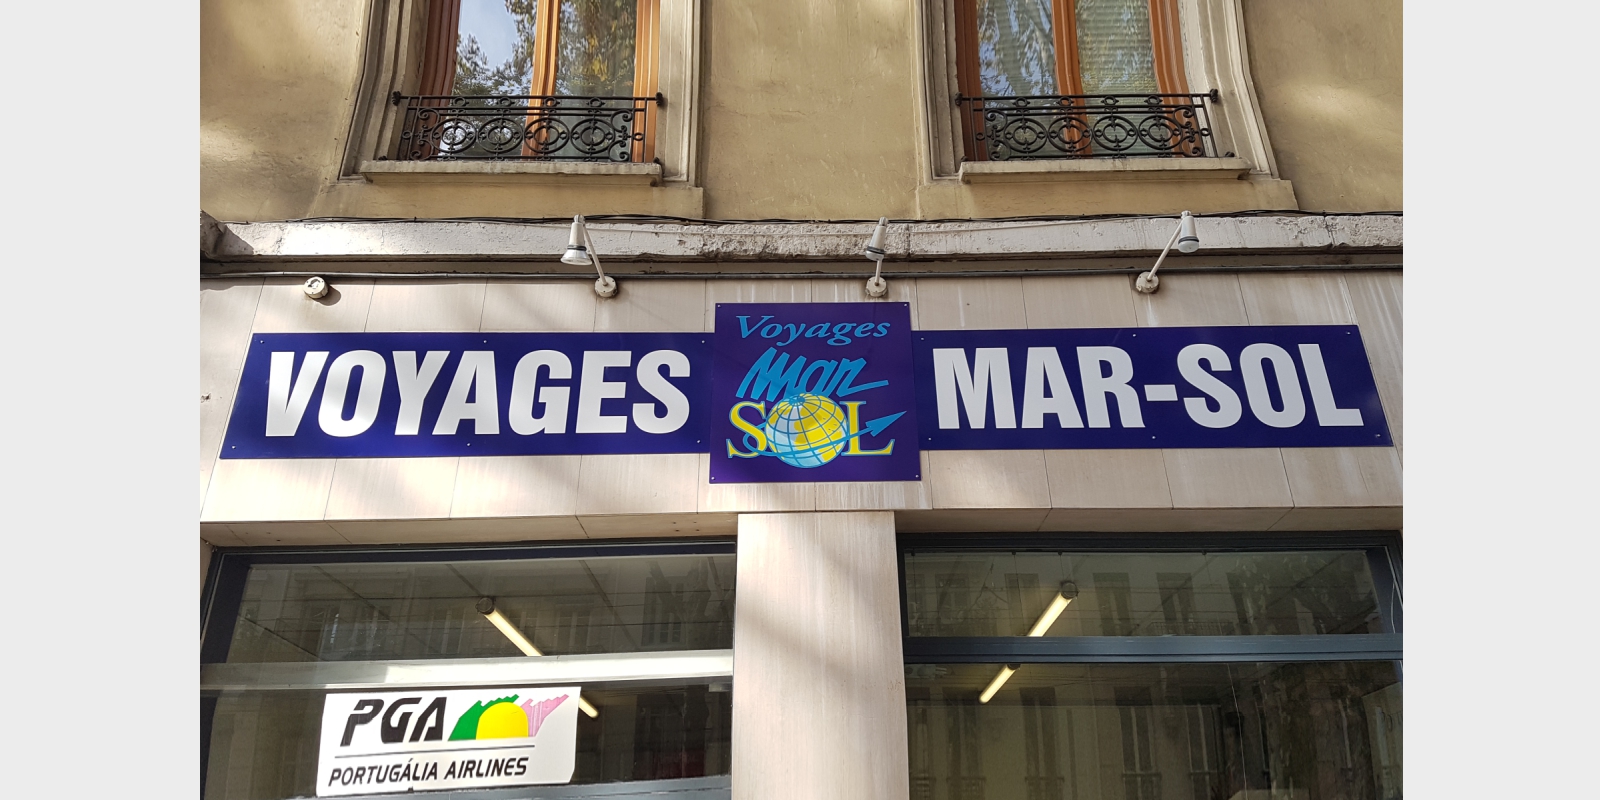 VOYAGES
Voyages
Mar
SOL
MAR-SOL
PGA
PORTUGÁLIA AIRLINES